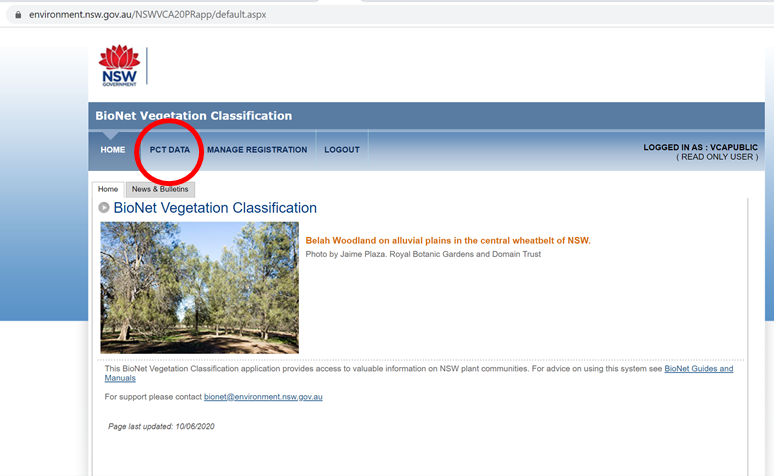 environment.nsw.gov.au/NSWVCA20PRapp/default.aspx
NSW
GOVERNMENT
BioNet Vegetation Classification
HOME
PCT DATA
MANAGE REGISTRATION
LOGOUT
LOGGED IN AS : VCAPUBLIC
( READ ONLY USER )
Home
News & Bulletins
BioNet Vegetation Classification
Belah Woodland on alluvial plains in the central wheatbelt of NSW.
Photo by Jaime Plaza. Royal Botanic Gardens and Domain Trust
This BioNet Vegetation Classification application provides access to valuable information on NSW plant communities. For advice on using this system see BioNet Guides and
Manuals
For support please contact bionet@environment.nsw.gov.au
Page last updated: 10/06/2020